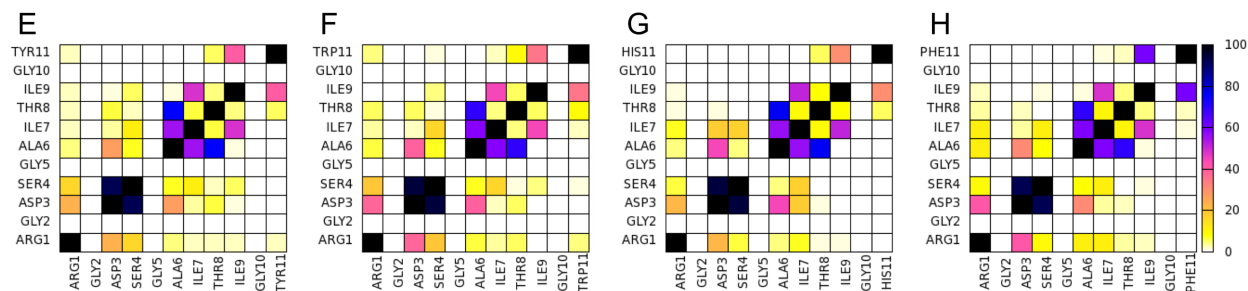 E
TYR11
GLY10
ILE9
THR8
ILE7
ALA6
GLY5
SER4
ASP3
GLY2
ARG1
ARG1 GLY2 ASP3 SER4 GLY5 ALA6 ILE7 THR8 ILE9 GLY10 TYR11
F
TRP11
GLY10
ILE9
THR8
ILE7
ALA6
GLY5
SER4
ASP3
GLY2
ARG1
ARG1 GLY2 ASP3 SER4 GLY5 ALA6 ILE7 THR8 ILE9 GLY10 TRP11
G
HIS11
GLY10
ILE9
THR8
ILE7
ALA6
GLY5
SER4
ASP3
GLY2
ARG1
ARG1 GLY2 ASP3 SER4 GLY5 ALA6 ILE7 THR8 ILE9 GLY10 HIS11
H
PHE11
GLY10
ILE9
THR8
ILE7
ALA6
GLY5
SER4
ASP3
GLY2
ARG1
ARG1 GLY2 ASP3 SER4 GLY5 ALA6 ILE7 THR8 ILE9 GLY10 PHE11
100
80
60
40
20
0